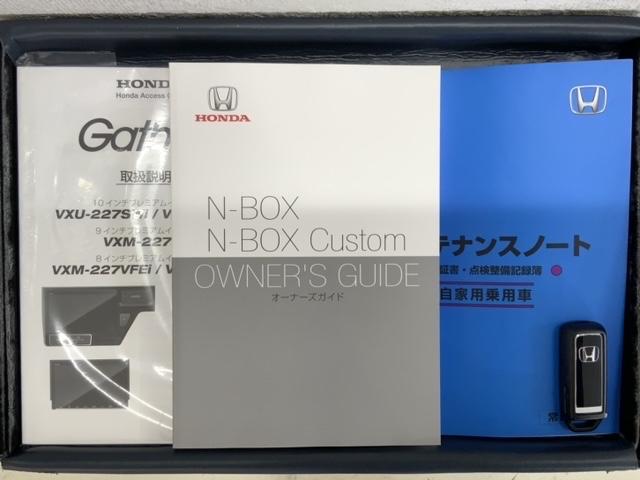 HONDA
Honda Access
Gath
取扱説明
10インチプレミアムイ
VXU-227S
9インチプレミアムイ
VXM-227
8インチプレミアムイ
VXM-227VFEi / V
HONDA
N-BOX
N-BOX Custom
OWNER'S GUIDE
オーナーズガイド
テナンスノート
証書・点検整備記録簿
自家用乗用車